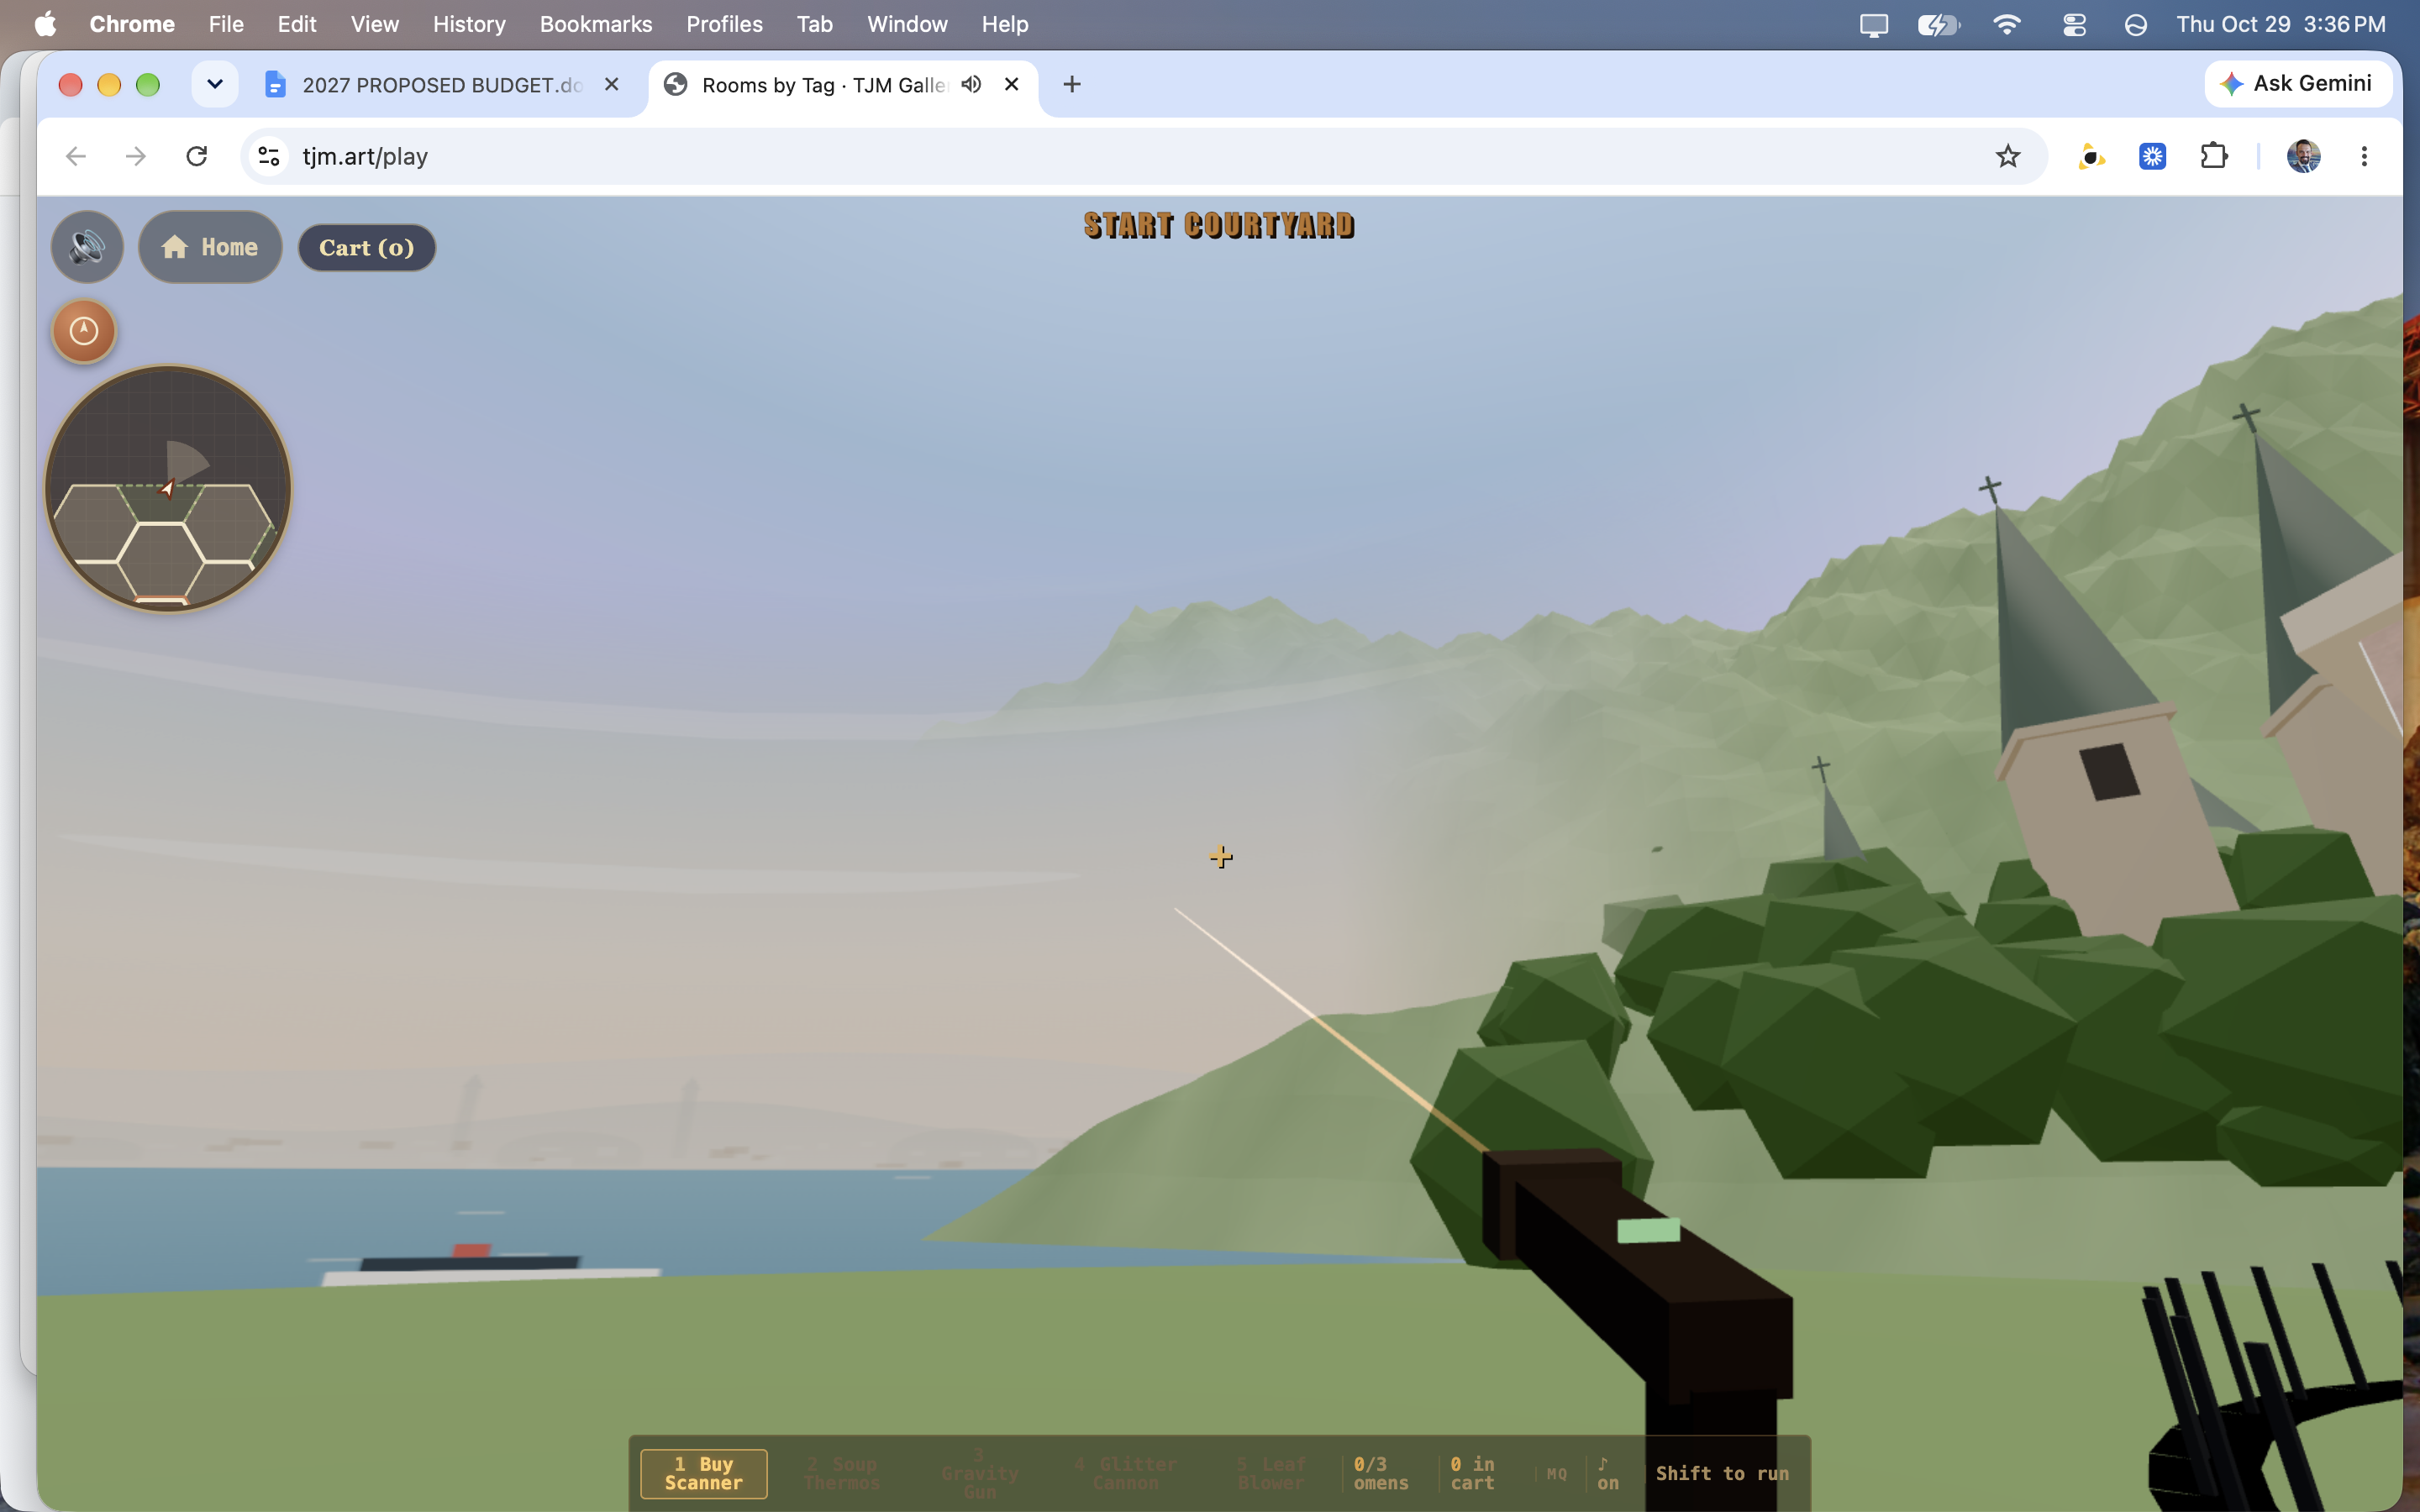 Chrome File Edit View History Bookmarks Profiles Tab Window Help Thu Oct 29 3:36 PM
2027 PROPOSED BUDGET.do Rooms by Tag · TJM Galle Ask Gemini
tjm.art/play
START COURTYARD
Home Cart (0)
1 Buy
Scanner
2 Soup
Thermos
3
Gravity
Gun
4 Glitter
Cannon
5 Leaf
Blower
0/3
omens
0 in
cart
MQ
♪
on
Shift to run